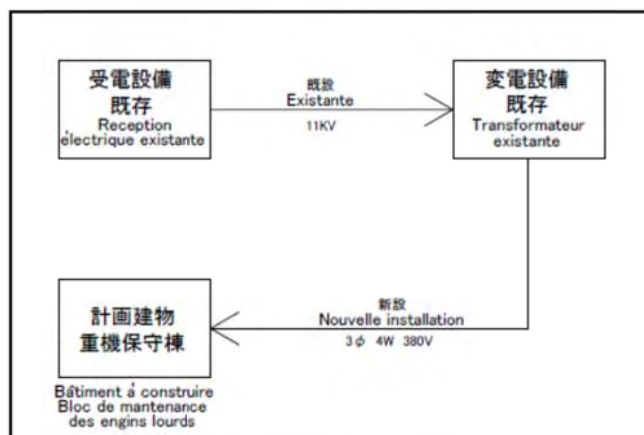 受電設備
既存
Reception
électrique existante
既設
Existante
11KV
変電設備
既存
Transformateur
existante
新設
Nouvelle installation
3φ 4W 380V
計画建物
重機保守棟
Bâtiment à construire
Bloc de mantenance
des engins lourds